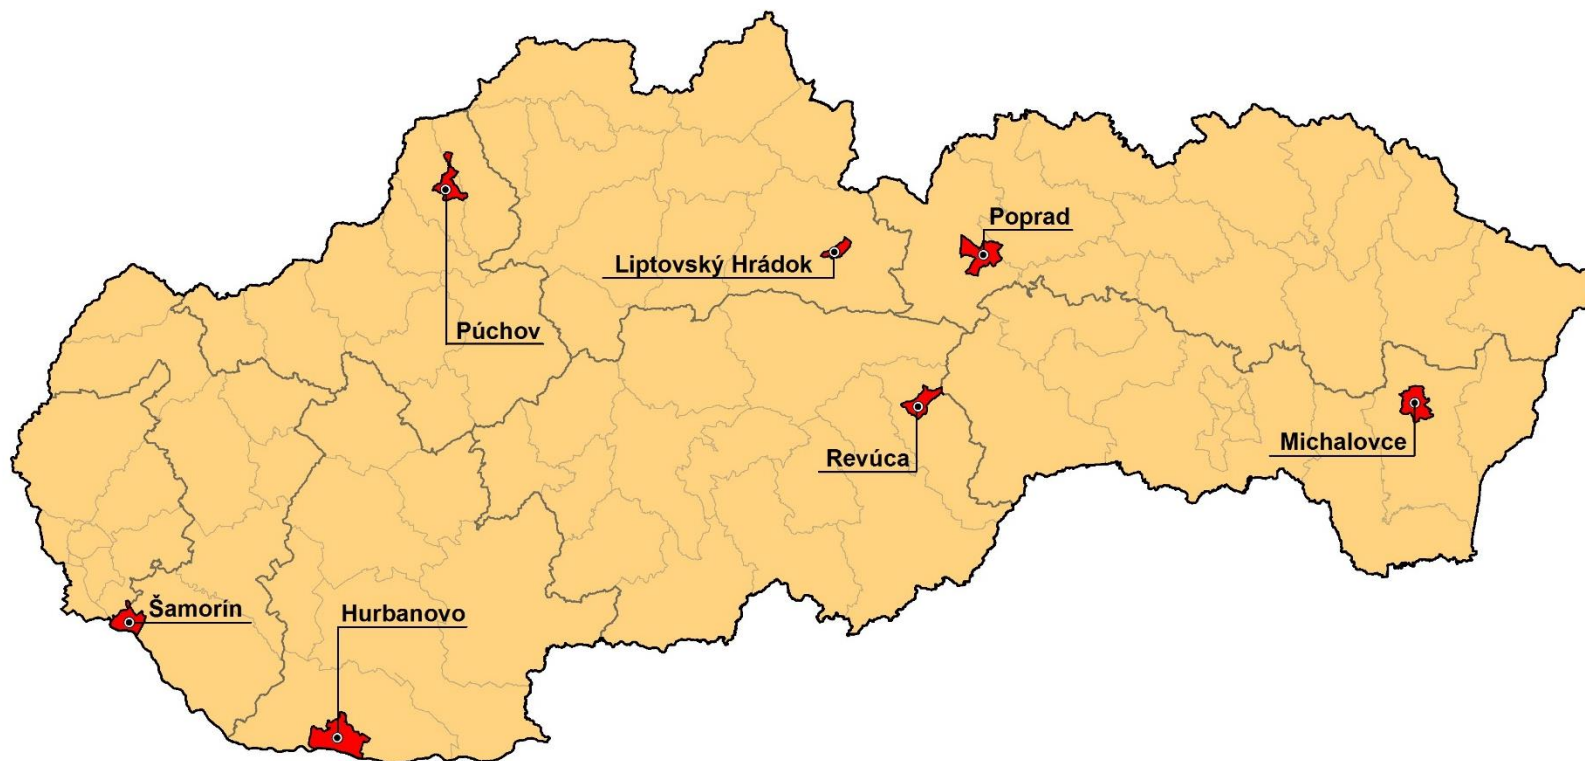 Poprad
Liptovský Hrádok
Púchov
Revúca
Michalovce
Šamorín
Hurbanovo